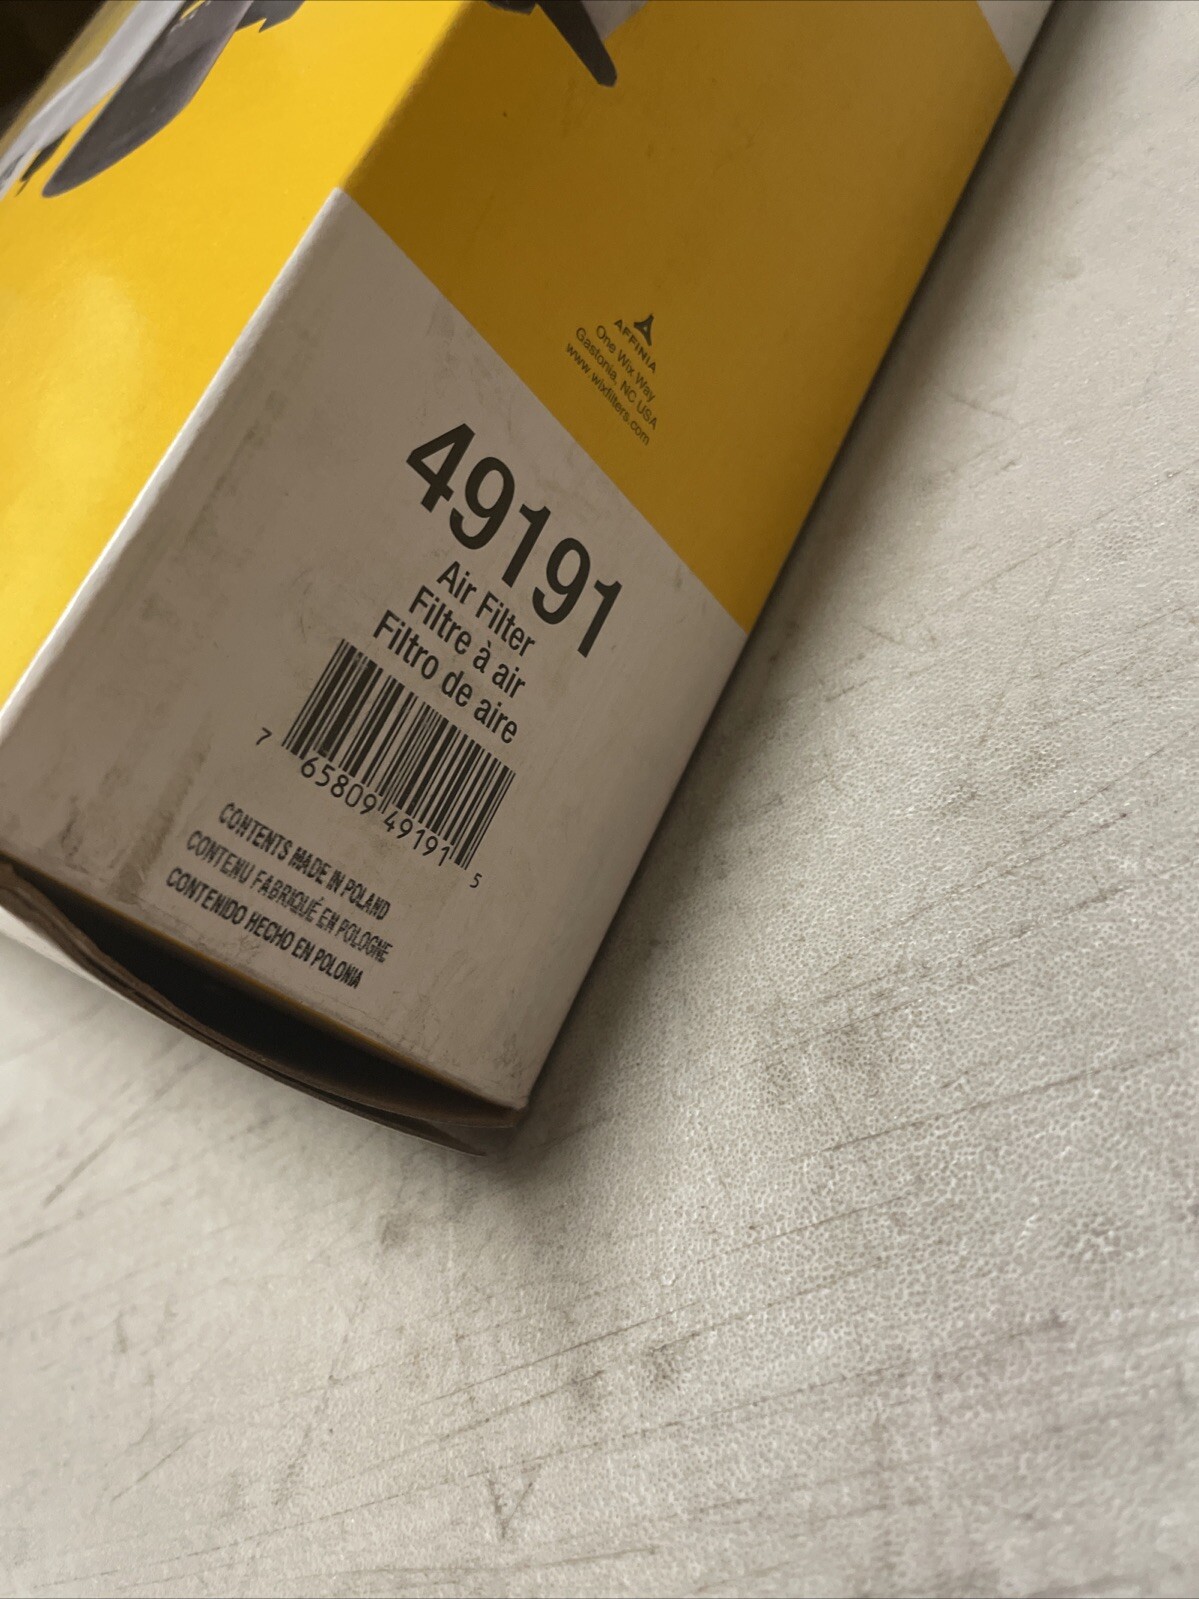 AFFINIA
One Wix Way
Gastonia, NC USA
www.wixfilters.com
49191
Air Filter
Filtre à air
Filtro de aire
7 65809 49191 5
CONTENTS MADE IN POLAND
CONTENU FABRIQUÉ EN POLOGNE
CONTENIDO HECHO EN POLONIA